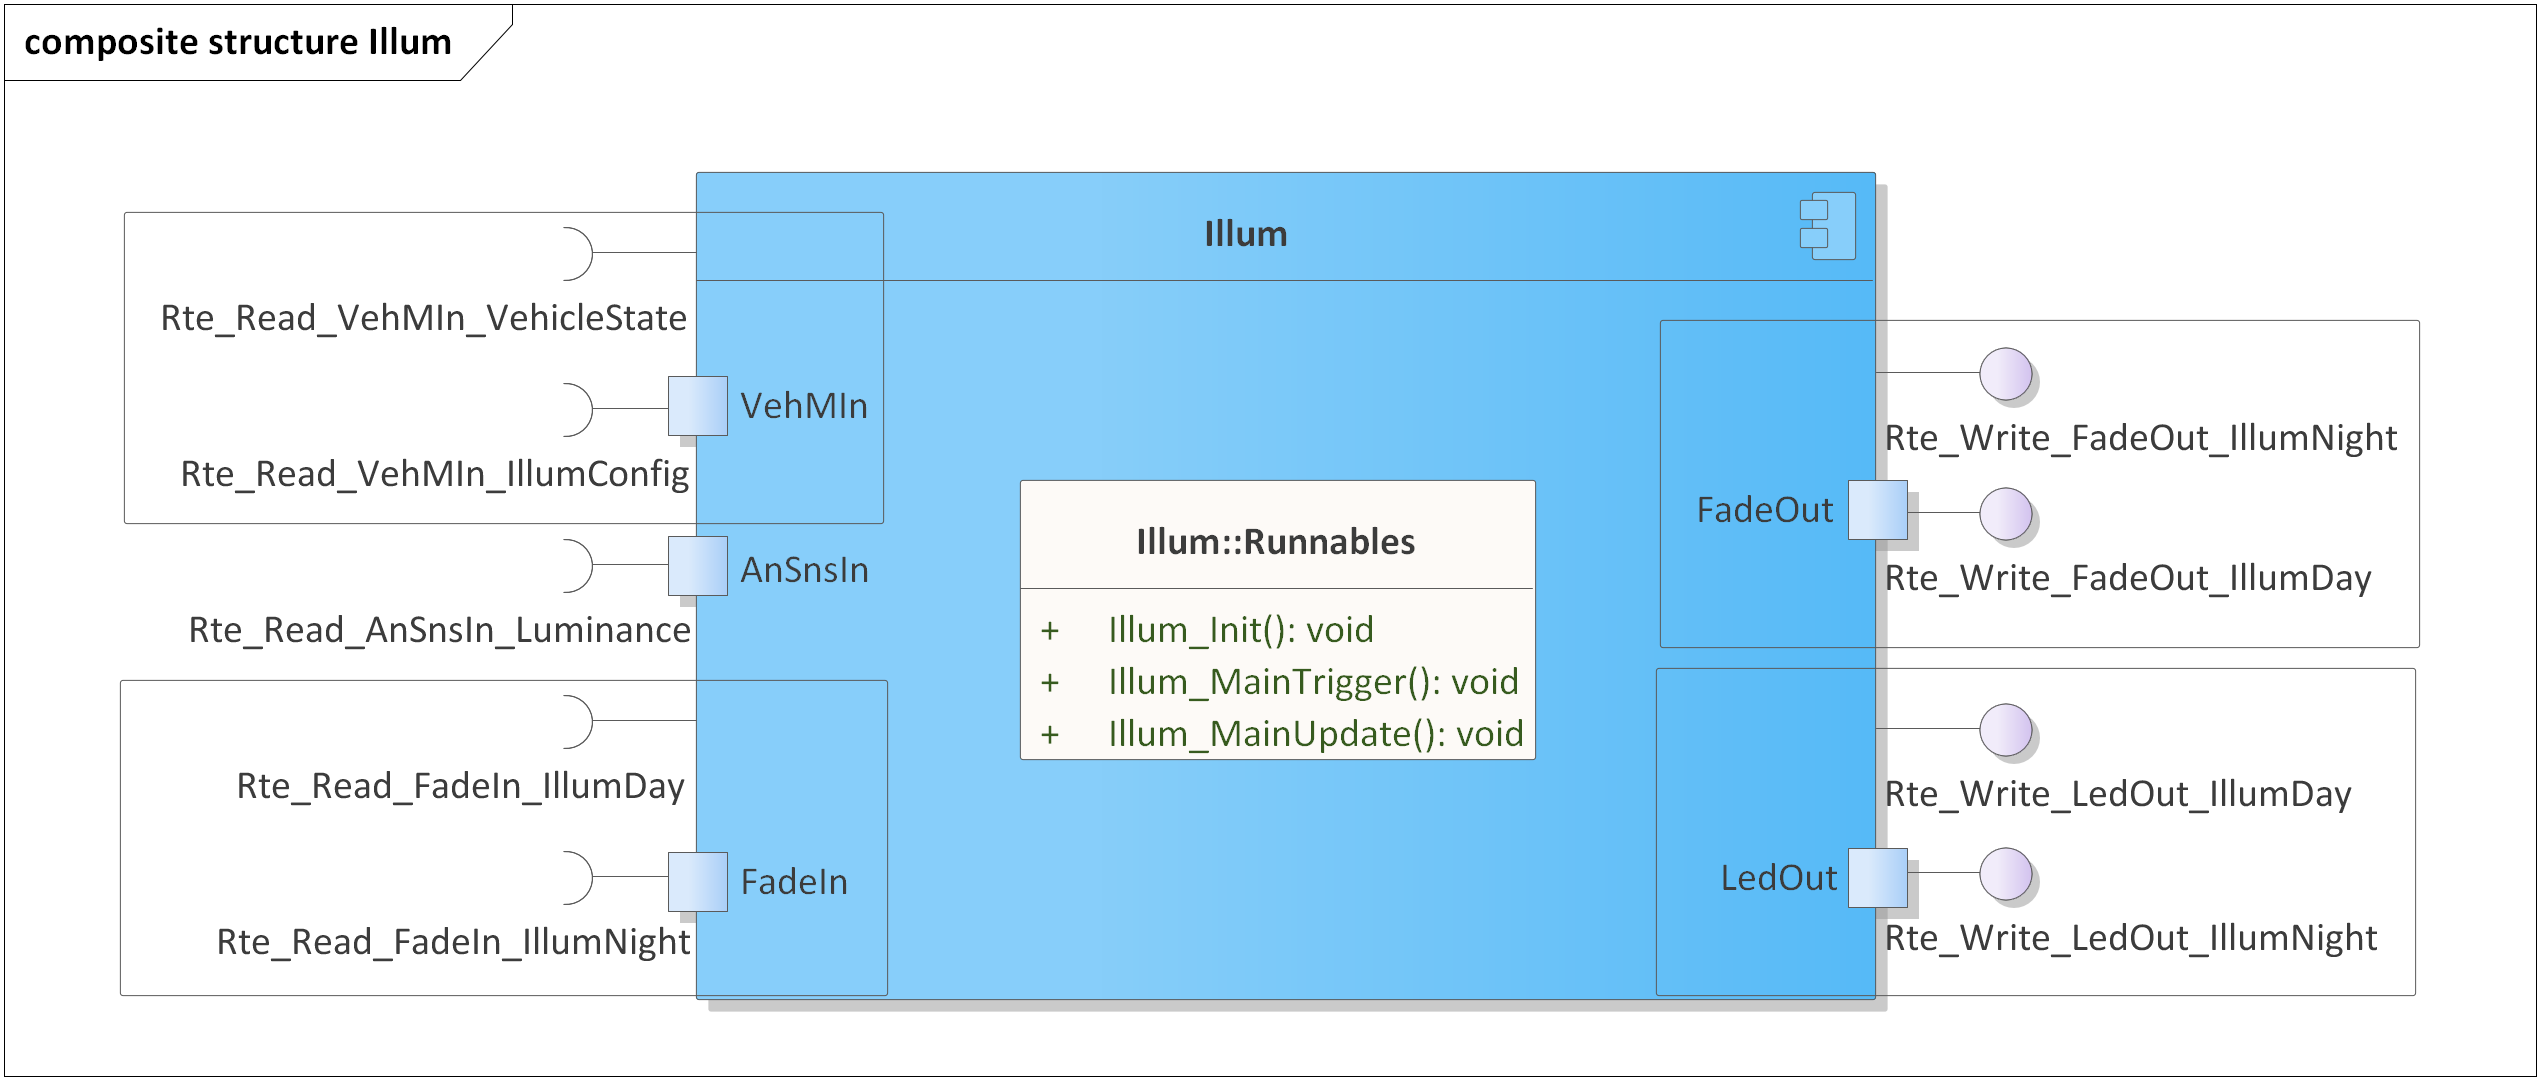 composite structure Illum
Illum
Rte_Read_VehMIn_VehicleState
VehMIn
Rte_Read_VehMIn_IllumConfig
AnSnsIn
Rte_Read_AnSnsIn_Luminance
Rte_Read_FadeIn_IllumDay
FadeIn
Rte_Read_FadeIn_IllumNight
Illum::Runnables
+ Illum_Init(): void
+ Illum_MainTrigger(): void
+ Illum_MainUpdate(): void
Rte_Write_FadeOut_IllumNight
FadeOut
Rte_Write_FadeOut_IllumDay
Rte_Write_LedOut_IllumDay
LedOut
Rte_Write_LedOut_IllumNight